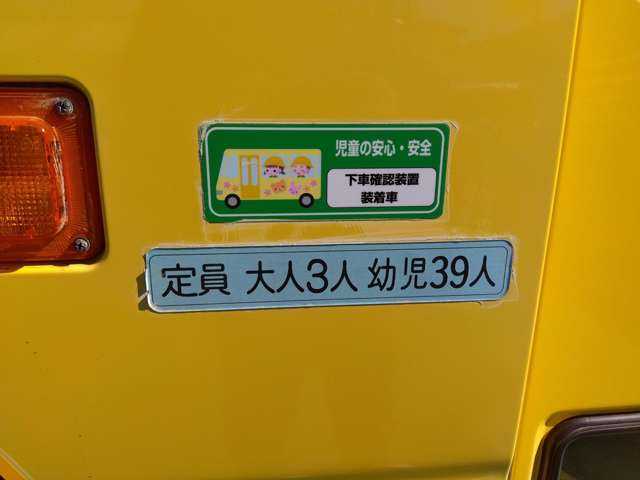 児童の安心・安全
下車確認装置
装着車
定員 大人3人 幼児39人